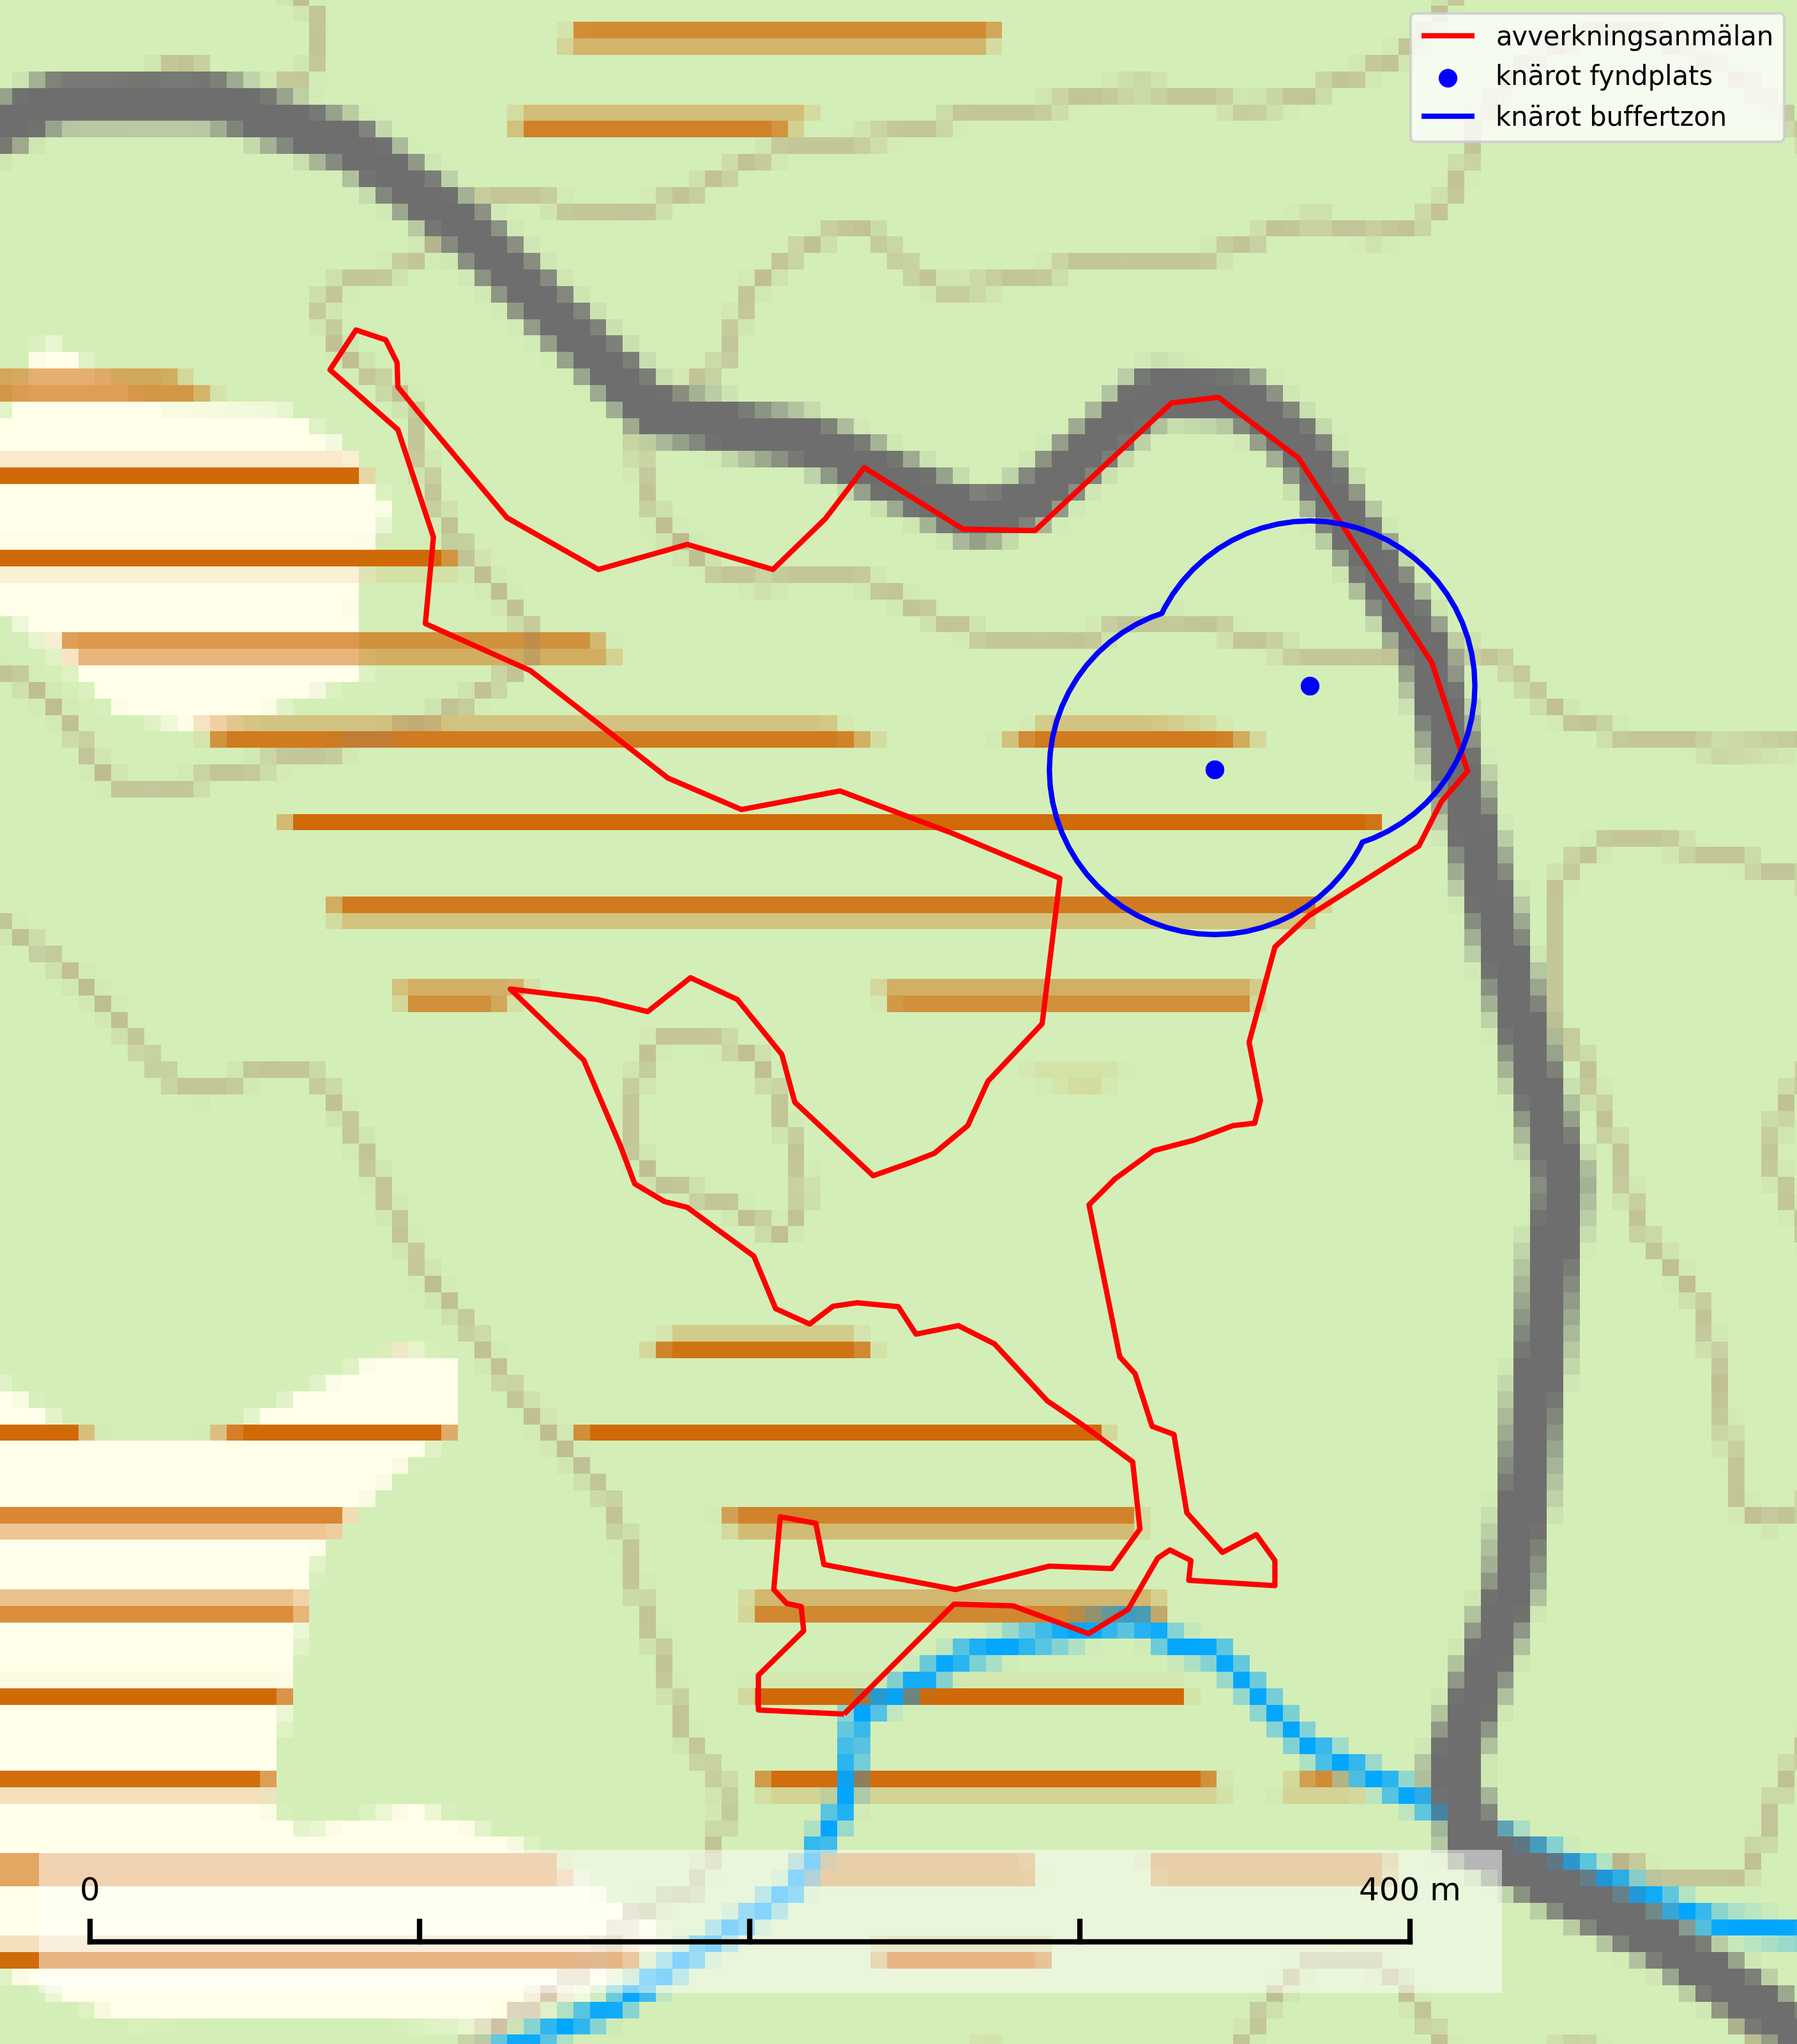 avverkningsanmälan
knärot fyndplats
knärot buffertzon
0
400 m